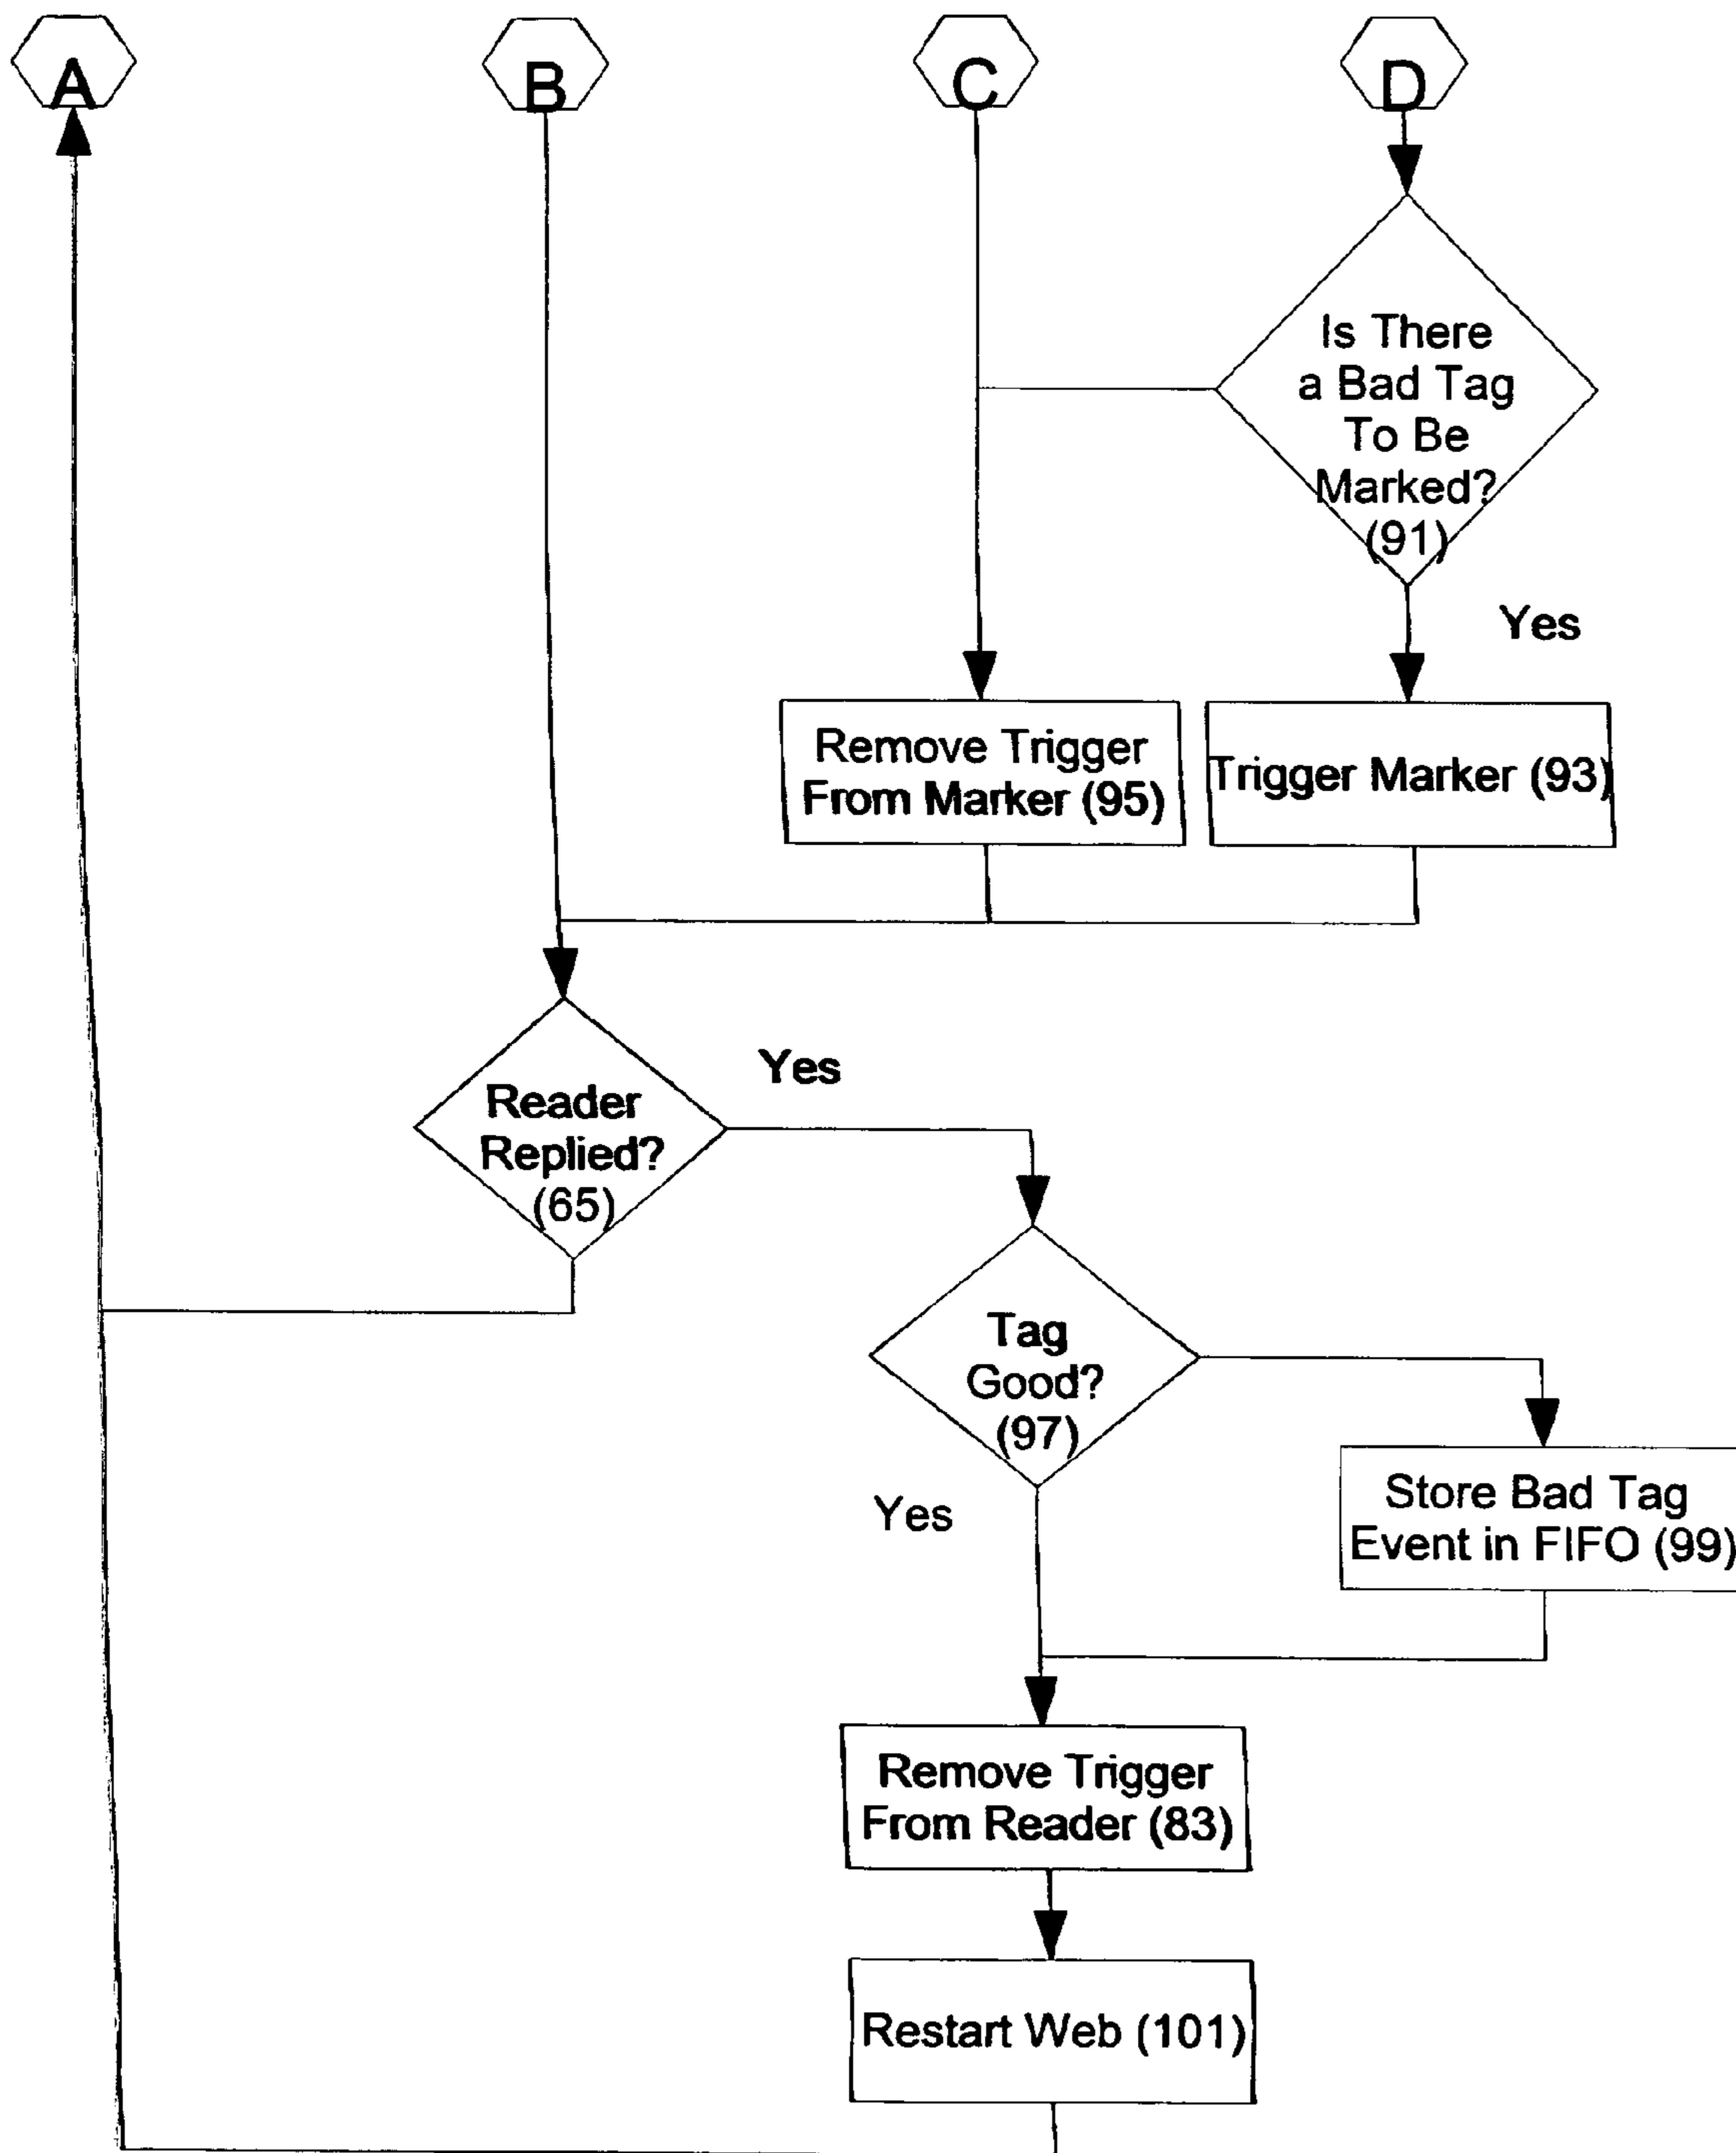 A
B
C
D
Is There
a Bad Tag
To Be
Marked?
(91)
Yes
Remove Trigger
From Marker (95)
Trigger Marker (93)
Reader
Replied?
(65)
Yes
Tag
Good?
(97)
Yes
Store Bad Tag
Event in FIFO (99)
Remove Trigger
From Reader (83)
Restart Web (101)